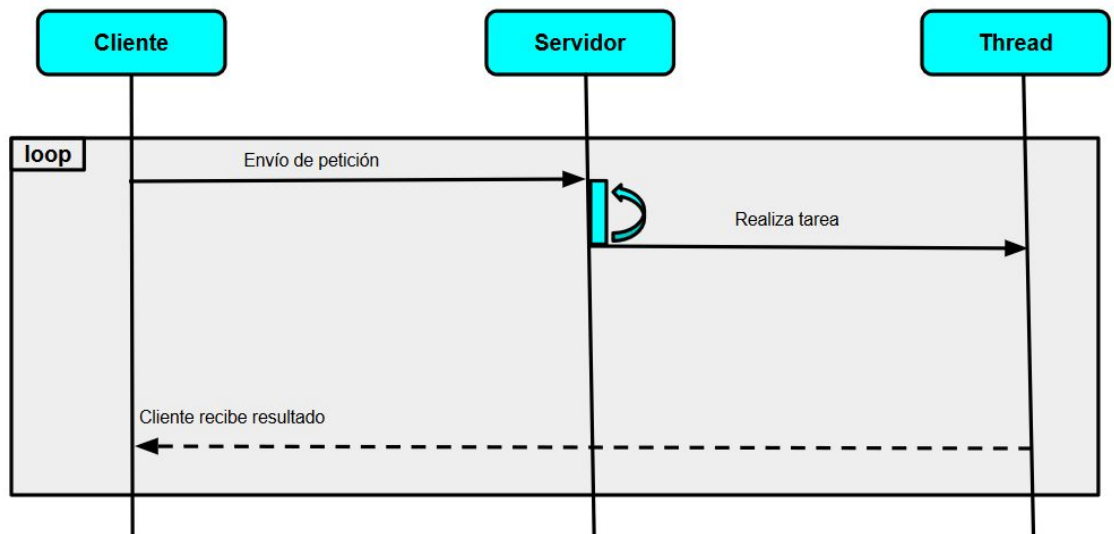 Cliente
Servidor
Thread
loop
Envío de petición
Realiza tarea
Cliente recibe resultado